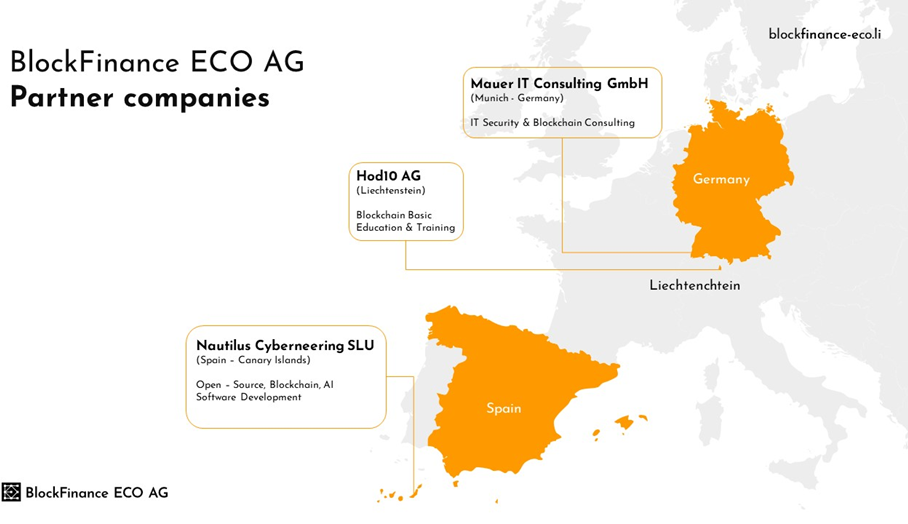 BlockFinance ECO AG
Partner companies
blockfinance-eco.li
Mauer IT Consulting GmbH
(Munich - Germany)
IT Security & Blockchain Consulting
Hod10 AG
(Liechtenstein)
Blockchain Basic
Education & Training
Germany
Liechtenchtein
Nautilus Cyberneering SLU
(Spain – Canary Islands)
Open – Source, Blockchain, AI
Software Development
Spain
BlockFinance ECO AG